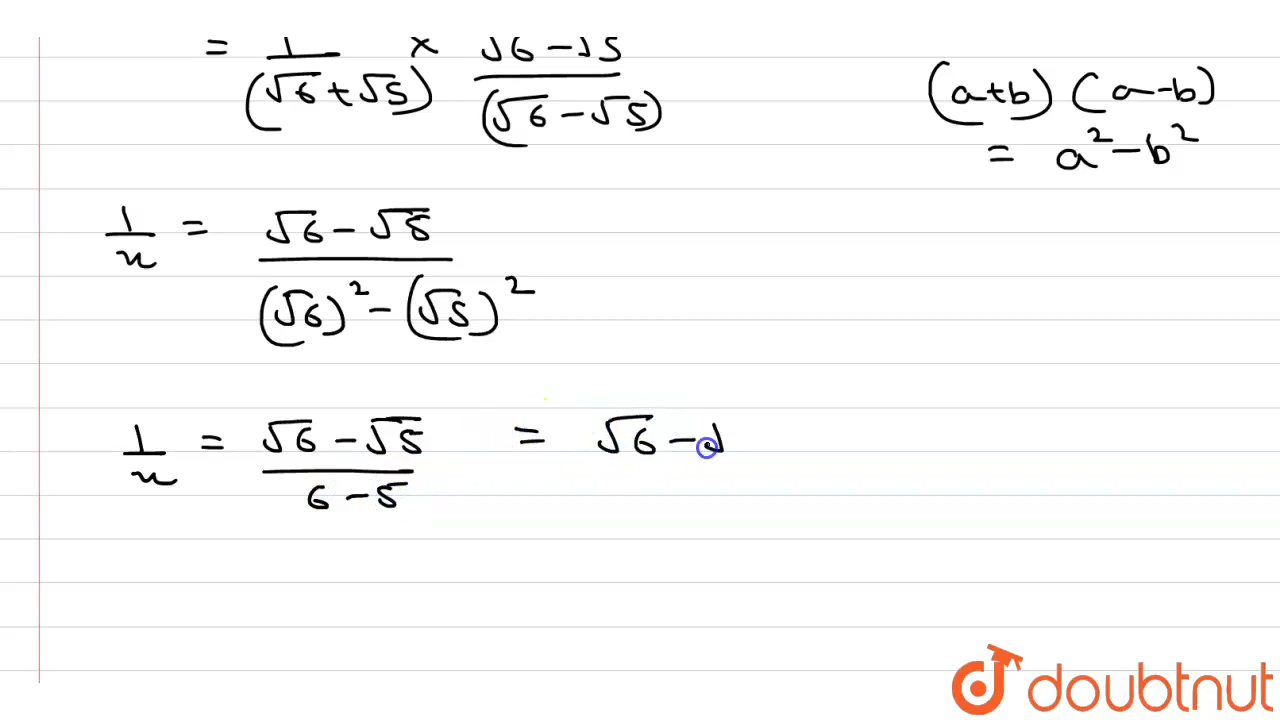 = 1/(√6+√5) × √6-√5/(√6-√5)
(a+b) (a-b)
= a²-b²
1/x = √6-√5/(√6)²-(√5)²
1/x = √6-√5/6-5 = √6-√
doubtnut